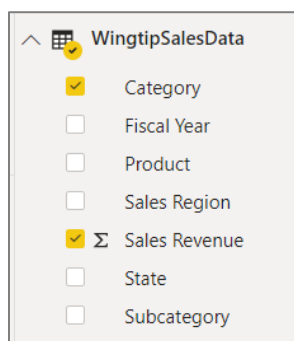 WingtipSalesData
Category
Fiscal Year
Product
Sales Region
Σ Sales Revenue
State
Subcategory